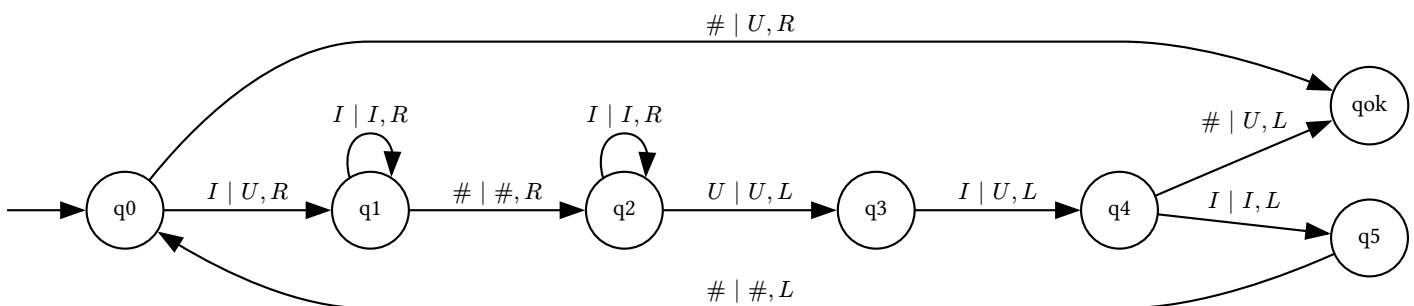 # | U, R
I | I, R
I | I, R
qok
# | U, L
q0
I | U, R
q1
# | #, R
q2
U | U, L
q3
I | U, L
q4
I | I, L
q5
# | #, L